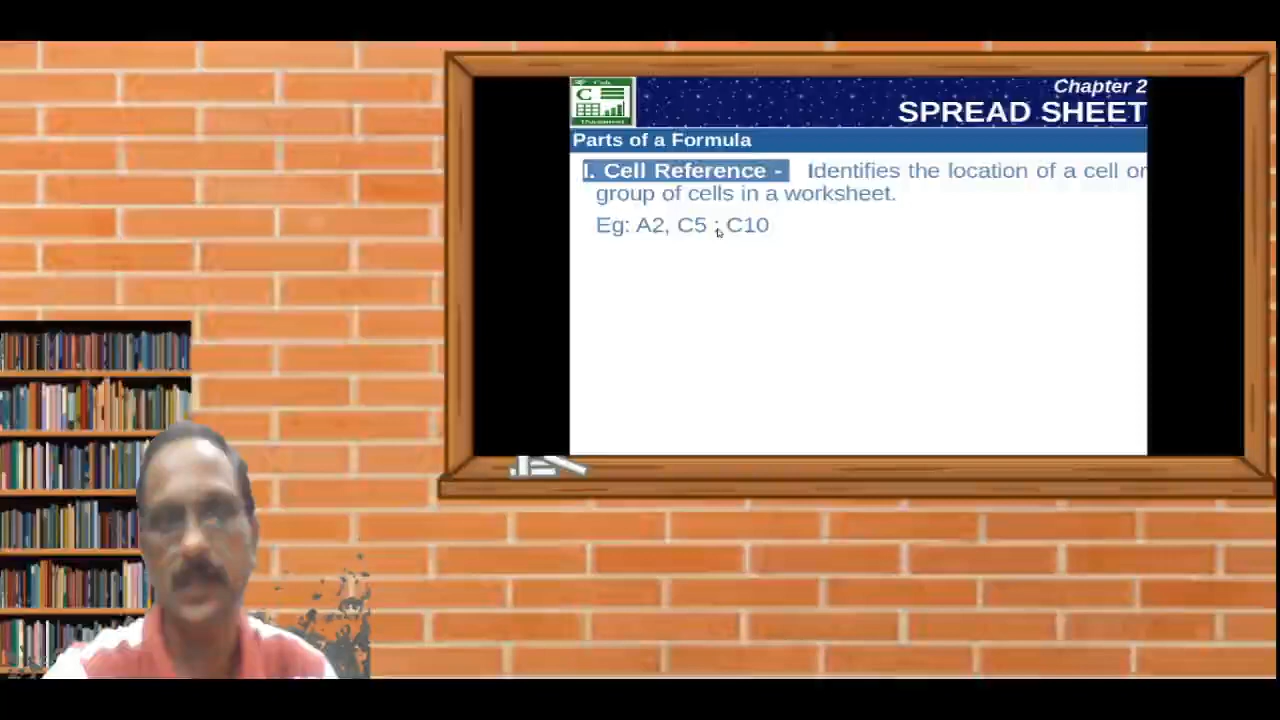 Chapter 2
SPREAD SHEET
Parts of a Formula
I. Cell Reference - Identifies the location of a cell or
group of cells in a worksheet.
Eg: A2, C5 : C10
C